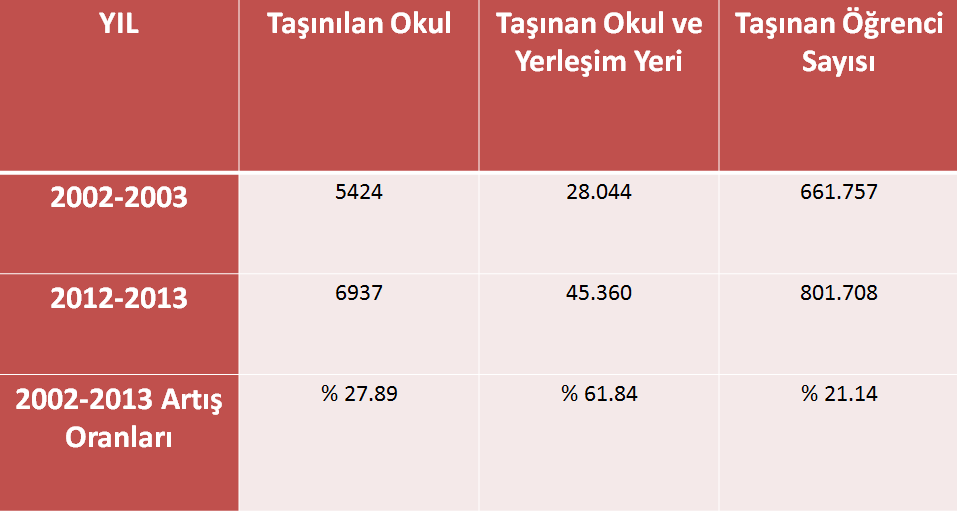 YIL
Taşınılan Okul
Taşınan Okul ve
Yerleşim Yeri
Taşınan Öğrenci
Sayısı
2002-2003
5424
28.044
661.757
2012-2013
6937
45.360
801.708
2002-2013 Artış
Oranları
% 27.89
% 61.84
% 21.14